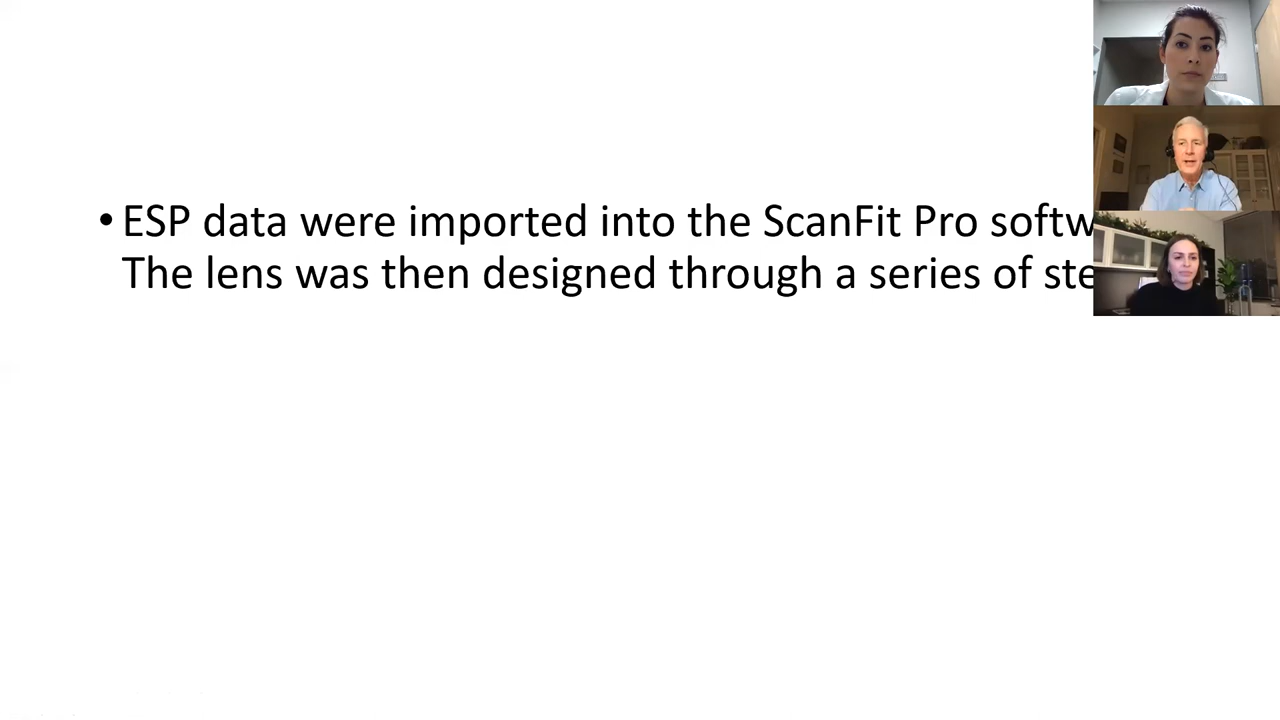 • ESP data were imported into the ScanFit Pro softw
The lens was then designed through a series of ste